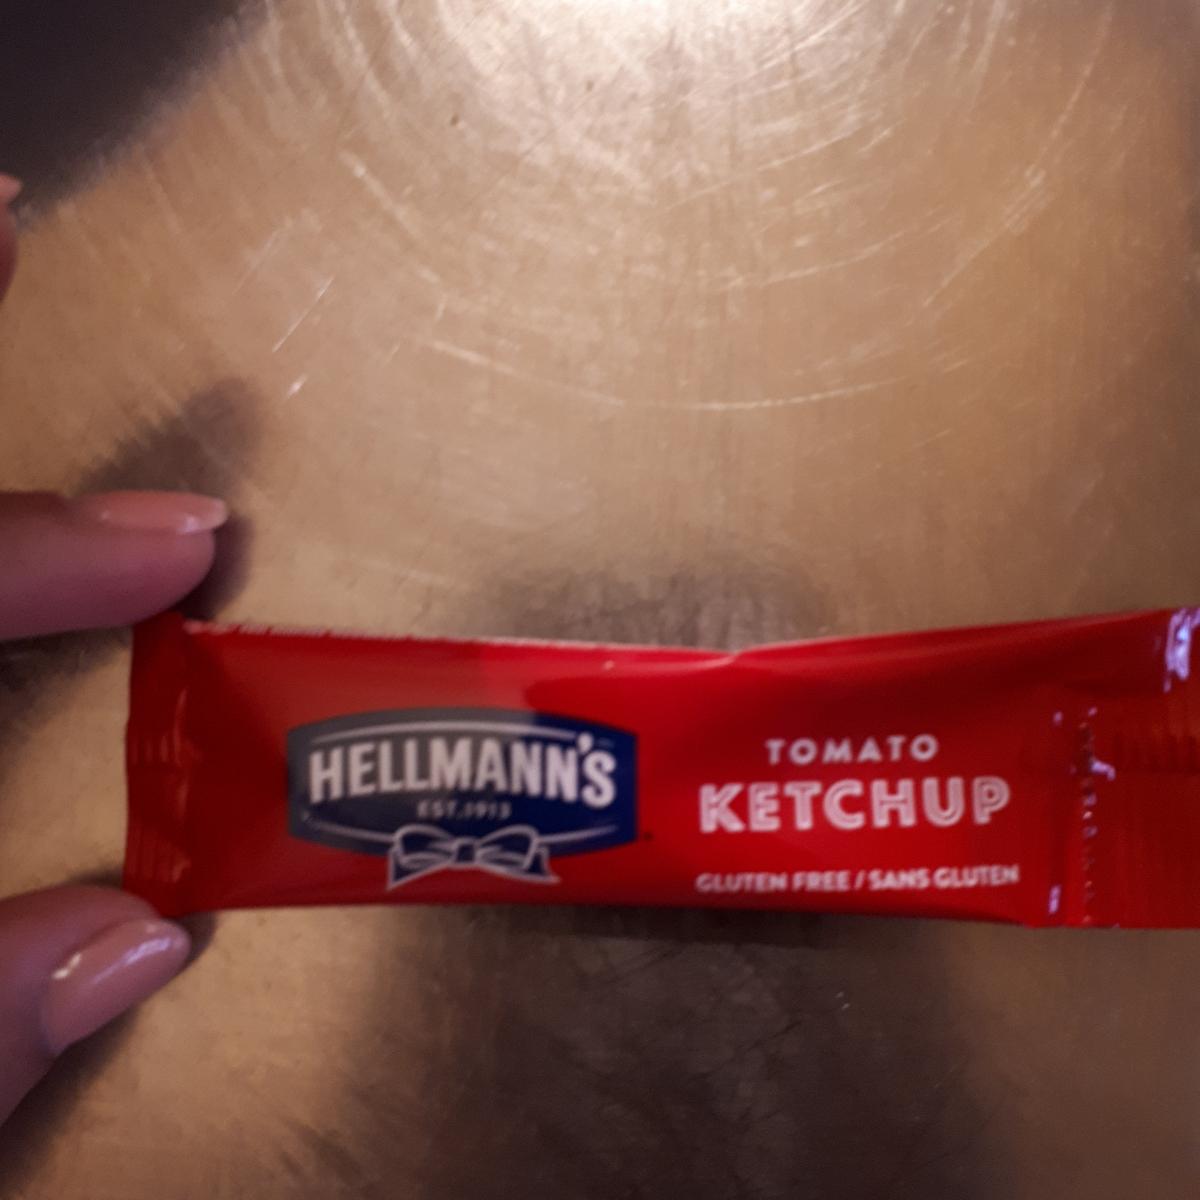 HELLMANN'S
EST.1913
TOMATO
KETCHUP
GLUTEN FREE / SANS GLUTEN